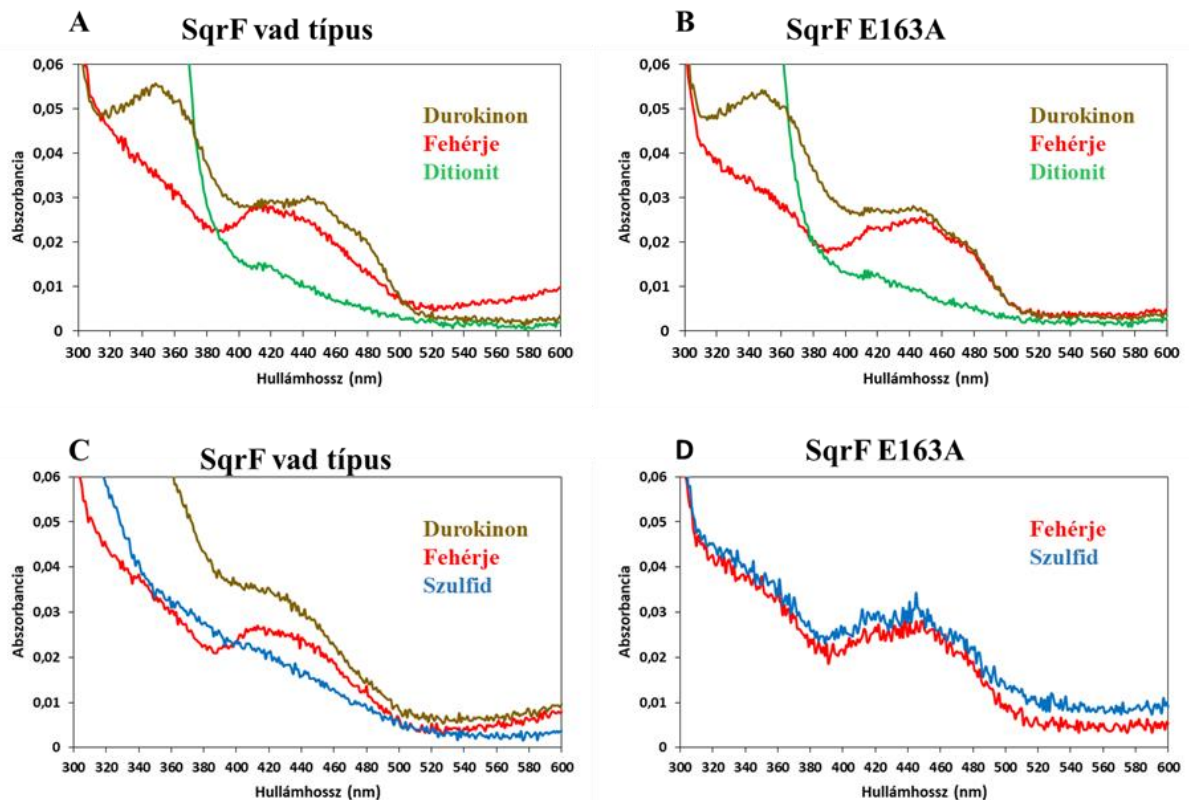 A
SqrF vad típus
0,06
0,05
0,04
0,03
0,02
0,01
0
Abszorbancia
Durokinon
Fehérje
Ditionit
300 320 340 360 380 400 420 440 460 480 500 520 540 560 580 600
Hullámhossz (nm)
B
SqrF E163A
0,06
0,05
0,04
0,03
0,02
0,01
0
Abszorbancia
Durokinon
Fehérje
Ditionit
300 320 340 360 380 400 420 440 460 480 500 520 540 560 580 600
Hullámhossz (nm)
C
SqrF vad típus
0,06
0,05
0,04
0,03
0,02
0,01
0
Abszorbancia
Durokinon
Fehérje
Szulfid
300 320 340 360 380 400 420 440 460 480 500 520 540 560 580 600
Hullámhossz (nm)
D
SqrF E163A
0,06
0,05
0,04
0,03
0,02
0,01
0
Abszorbancia
Fehérje
Szulfid
300 320 340 360 380 400 420 440 460 480 500 520 540 560 580 600
Hullámhossz (nm)